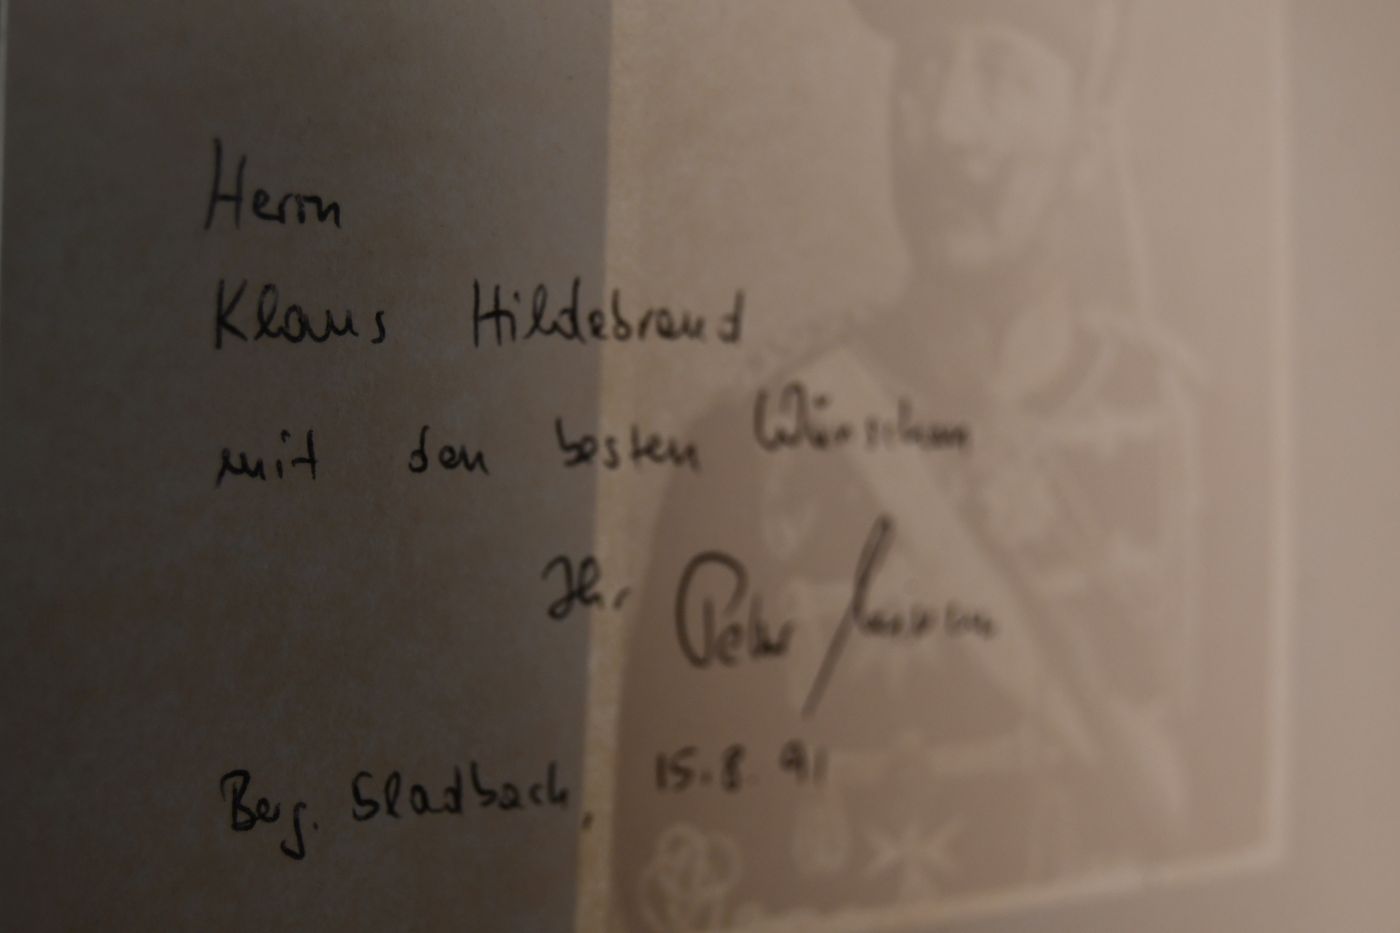 Herrn
Klaus Hildebrand
mit den besten Wünschen
Ihr Peter
Berg. Gladbach, 15.8.91